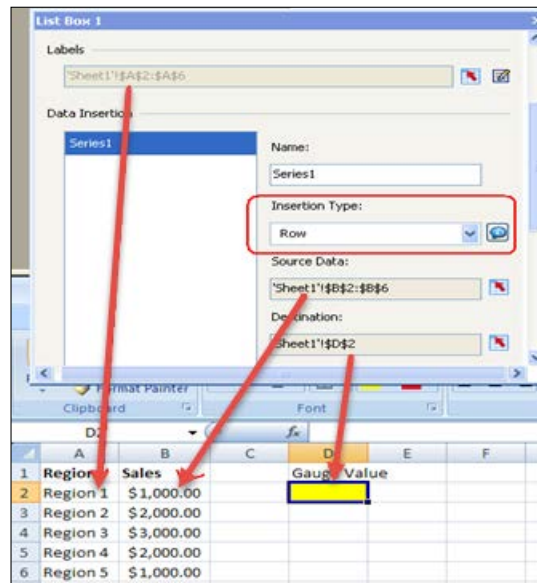 List Box 1
Labels
'Sheet1'!$A$2:$A$6
Data Insertion
Series1
Name:
Series1
Insertion Type:
Row
Source Data:
'Sheet1'!$B$2:$B$6
Destination:
'Sheet1'!$D$2
Format Painter
Clipboard
Font
D2
fx
A B C D E F
1 Region Sales Gauge Value
2 Region 1 $1,000.00
3 Region 2 $2,000.00
4 Region 3 $3,000.00
5 Region 4 $2,000.00
6 Region 5 $1,000.00